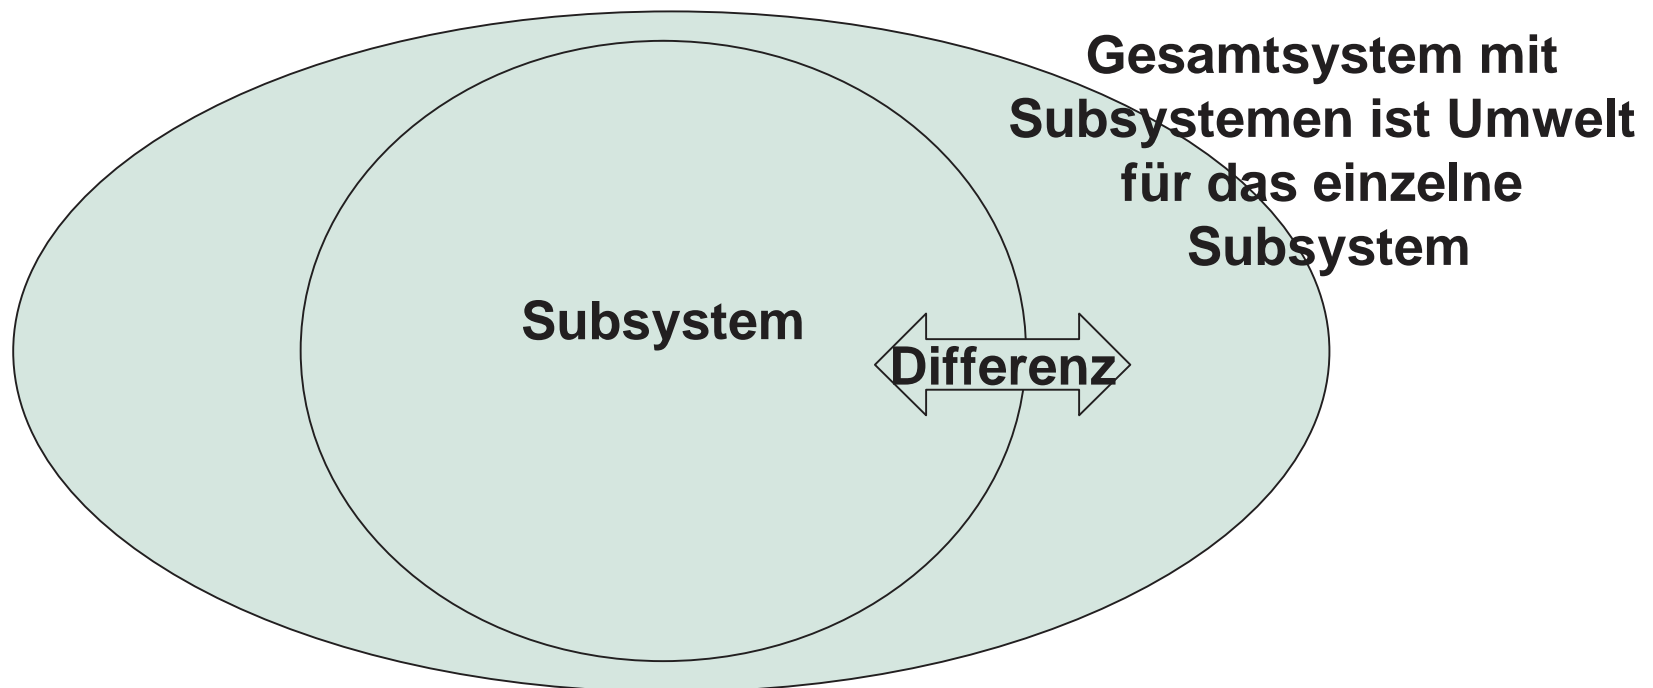 Gesamtsystem mit
Subsystemen ist Umwelt
für das einzelne
Subsystem
Subsystem
Differenz